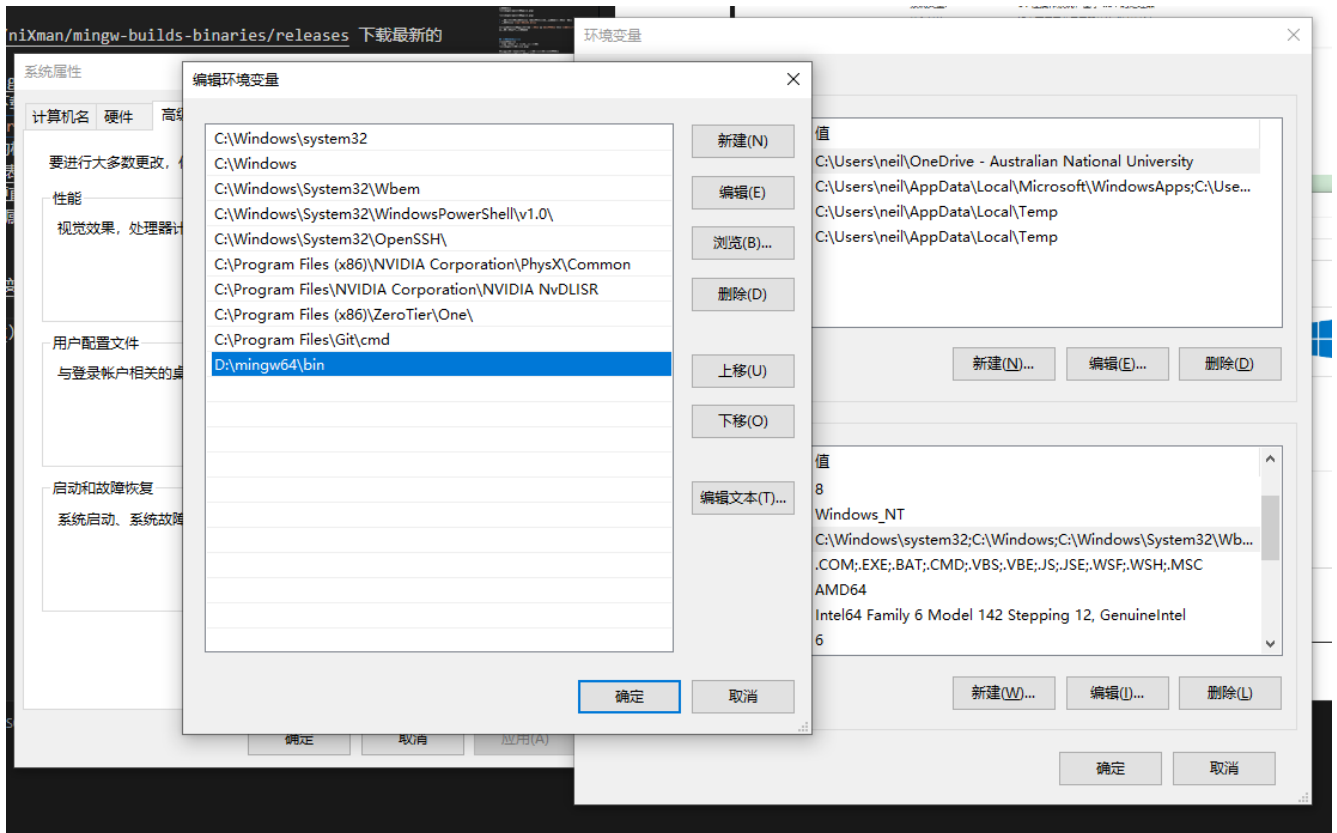 niXman/mingw-builds-binaries/releases 下载最新的
系统属性
计算机名
硬件
高级
要进行大多数更改，
性能
视觉效果，处理器计
用户配置文件
与登录帐户相关的桌
启动和故障恢复
系统启动、系统故障
确定
取消
应用(A)
编辑环境变量
C:\Windows\system32
C:\Windows
C:\Windows\System32\Wbem
C:\Windows\System32\WindowsPowerShell\v1.0\
C:\Windows\System32\OpenSSH\
C:\Program Files (x86)\NVIDIA Corporation\PhysX\Common
C:\Program Files\NVIDIA Corporation\NVIDIA NvDLISR
C:\Program Files (x86)\ZeroTier\One\
C:\Program Files\Git\cmd
D:\mingw64\bin
新建(N)
编辑(E)
浏览(B)...
删除(D)
上移(U)
下移(O)
编辑文本(T)...
确定
取消
环境变量
值
C:\Users\neil\OneDrive - Australian National University
C:\Users\neil\AppData\Local\Microsoft\WindowsApps;C:\Use...
C:\Users\neil\AppData\Local\Temp
C:\Users\neil\AppData\Local\Temp
新建(N)...
编辑(E)...
删除(D)
值
8
Windows_NT
C:\Windows\system32;C:\Windows;C:\Windows\System32\Wb...
.COM;.EXE;.BAT;.CMD;.VBS;.VBE;.JS;.JSE;.WSF;.WSH;.MSC
AMD64
Intel64 Family 6 Model 142 Stepping 12, GenuineIntel
6
新建(W)...
编辑(I)...
删除(L)
确定
取消